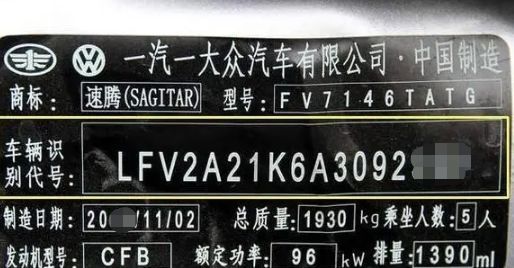 一汽一大众汽车有限公司·中国制造
商标: 速腾(SAGITAR) 型号: FV7146TATG
车辆识别代号: LFV2A21K6A3092
制造日期: 20 /11/02 总质量: 1930 kg 乘坐人数: 5 人
发动机型号: CFB 额定功率: 96 kW 排量: 1390 ml